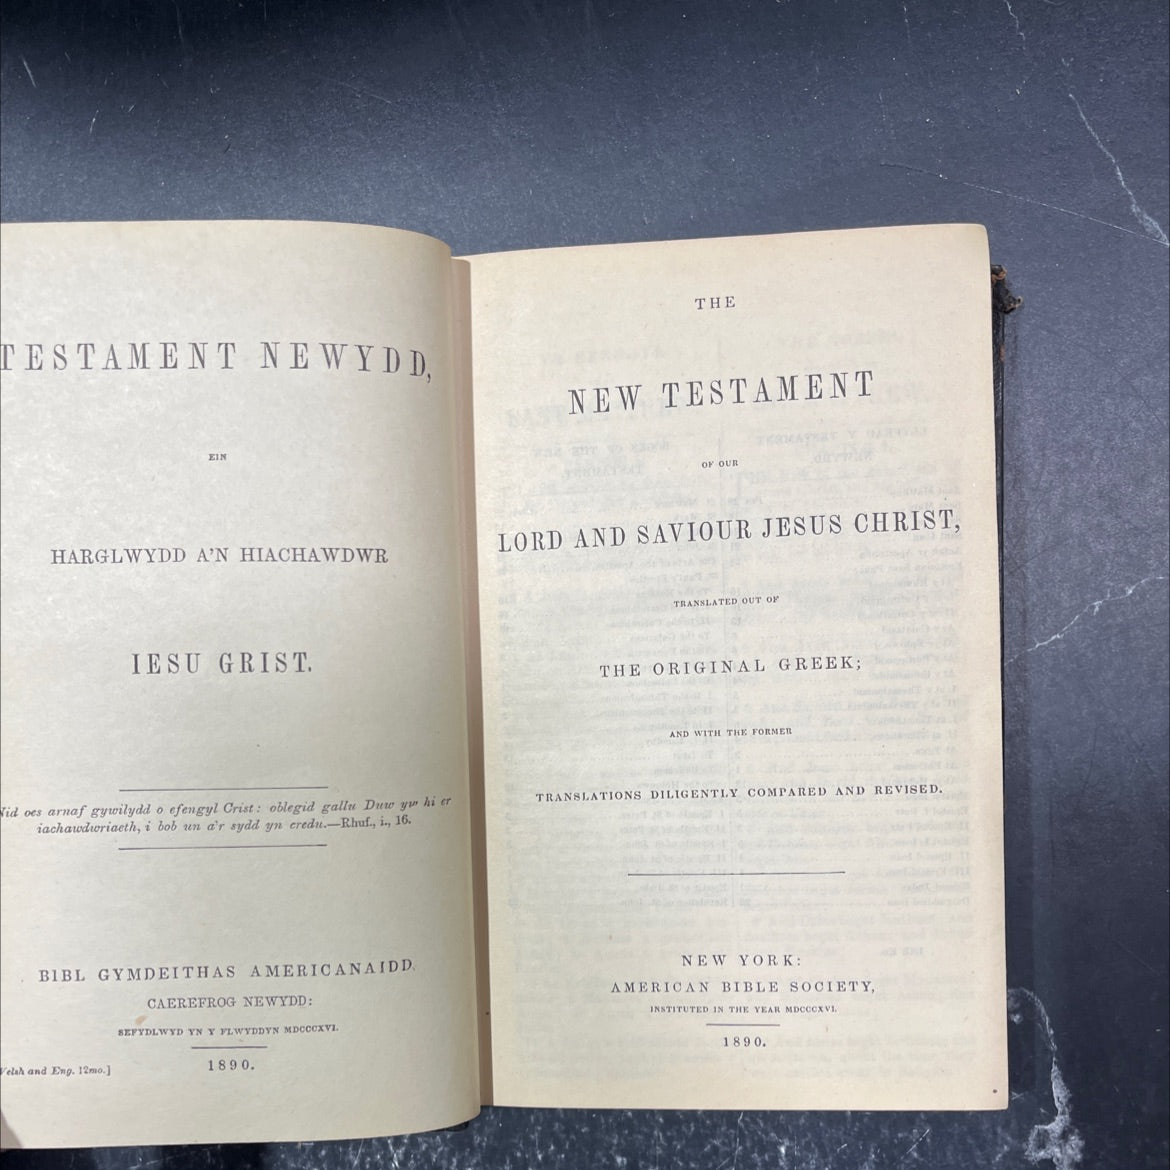 TESTAMENT NEWYDD,
EIN
HARGLWYDD A'N HIACHAWDWR
IESU GRIST.
Nid oes arnaf gywilydd o efengyl Crist: oblegid gallu Duw yw hi er
iachawdwriaeth, i bob un a'r sydd yn credu.—Rhuf., i., 16.
BIBL GYMDEITHAS AMERICANAIDD.
CAEREFROG NEWYDD:
SEFYDLWYD YN Y FLWYDDYN MDCCCXVI.
1890.
Welsh and Eng. 12mo.]
THE
NEW TESTAMENT
OF OUR
LORD AND SAVIOUR JESUS CHRIST,
TRANSLATED OUT OF
THE ORIGINAL GREEK;
AND WITH THE FORMER
TRANSLATIONS DILIGENTLY COMPARED AND REVISED.
NEW YORK:
AMERICAN BIBLE SOCIETY,
INSTITUTED IN THE YEAR MDCCCXVI.
1890.